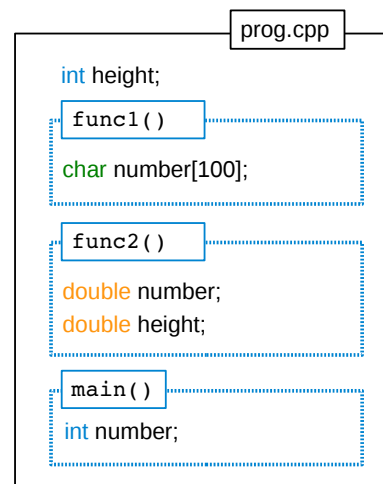 prog.cpp
int height;
func1()
char number[100];
func2()
double number;
double height;
main()
int number;